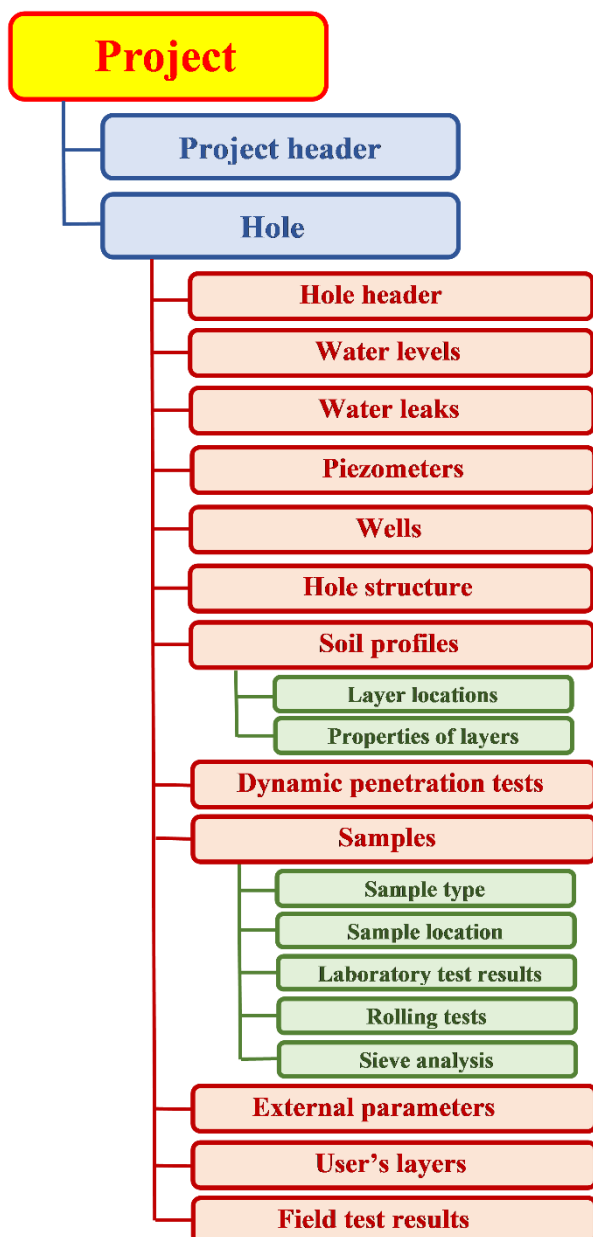 Project
Project header
Hole
Hole header
Water levels
Water leaks
Piezometers
Wells
Hole structure
Soil profiles
Layer locations
Properties of layers
Dynamic penetration tests
Samples
Sample type
Sample location
Laboratory test results
Rolling tests
Sieve analysis
External parameters
User’s layers
Field test results